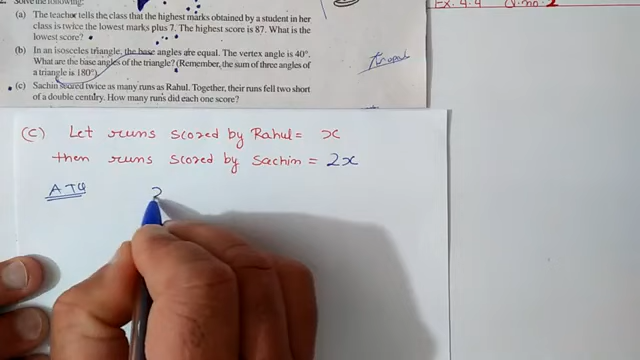 Solve the following:
Ex. 4.4 Q.no. 2
(a) The teacher tells the class that the highest marks obtained by a student in her
class is twice the lowest marks plus 7. The highest score is 87. What is the
lowest score?
(b) In an isosceles triangle, the base angles are equal. The vertex angle is 40°.
What are the base angles of the triangle? (Remember, the sum of three angles
of a triangle is 180°).
(c) Sachin scored twice as many runs as Rahul. Together, their runs fell two short
of a double century. How many runs did each one score?
(C) Let runs scored by Rahul = x
then runs scored by Sachin = 2x
ATQ
2